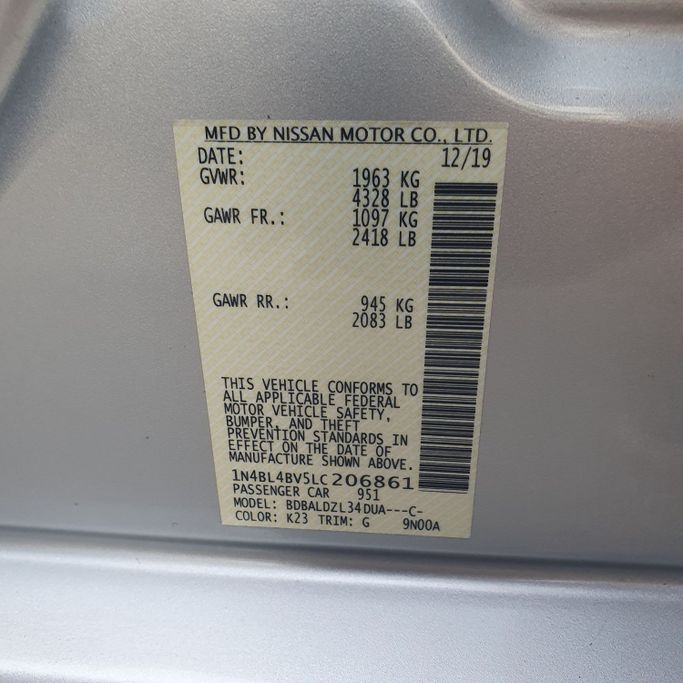 MFD BY NISSAN MOTOR CO., LTD.
DATE: 12/19
GVWR: 1963 KG
4328 LB
GAWR FR.: 1097 KG
2418 LB
GAWR RR.: 945 KG
2083 LB
THIS VEHICLE CONFORMS TO
ALL APPLICABLE FEDERAL
MOTOR VEHICLE SAFETY,
BUMPER, AND THEFT
PREVENTION STANDARDS IN
EFFECT ON THE DATE OF
MANUFACTURE SHOWN ABOVE.
1N4BL4BV5LC206861
PASSENGER CAR 951
MODEL: BDBALDZL34DUA---C-
COLOR: K23 TRIM: G 9N00A